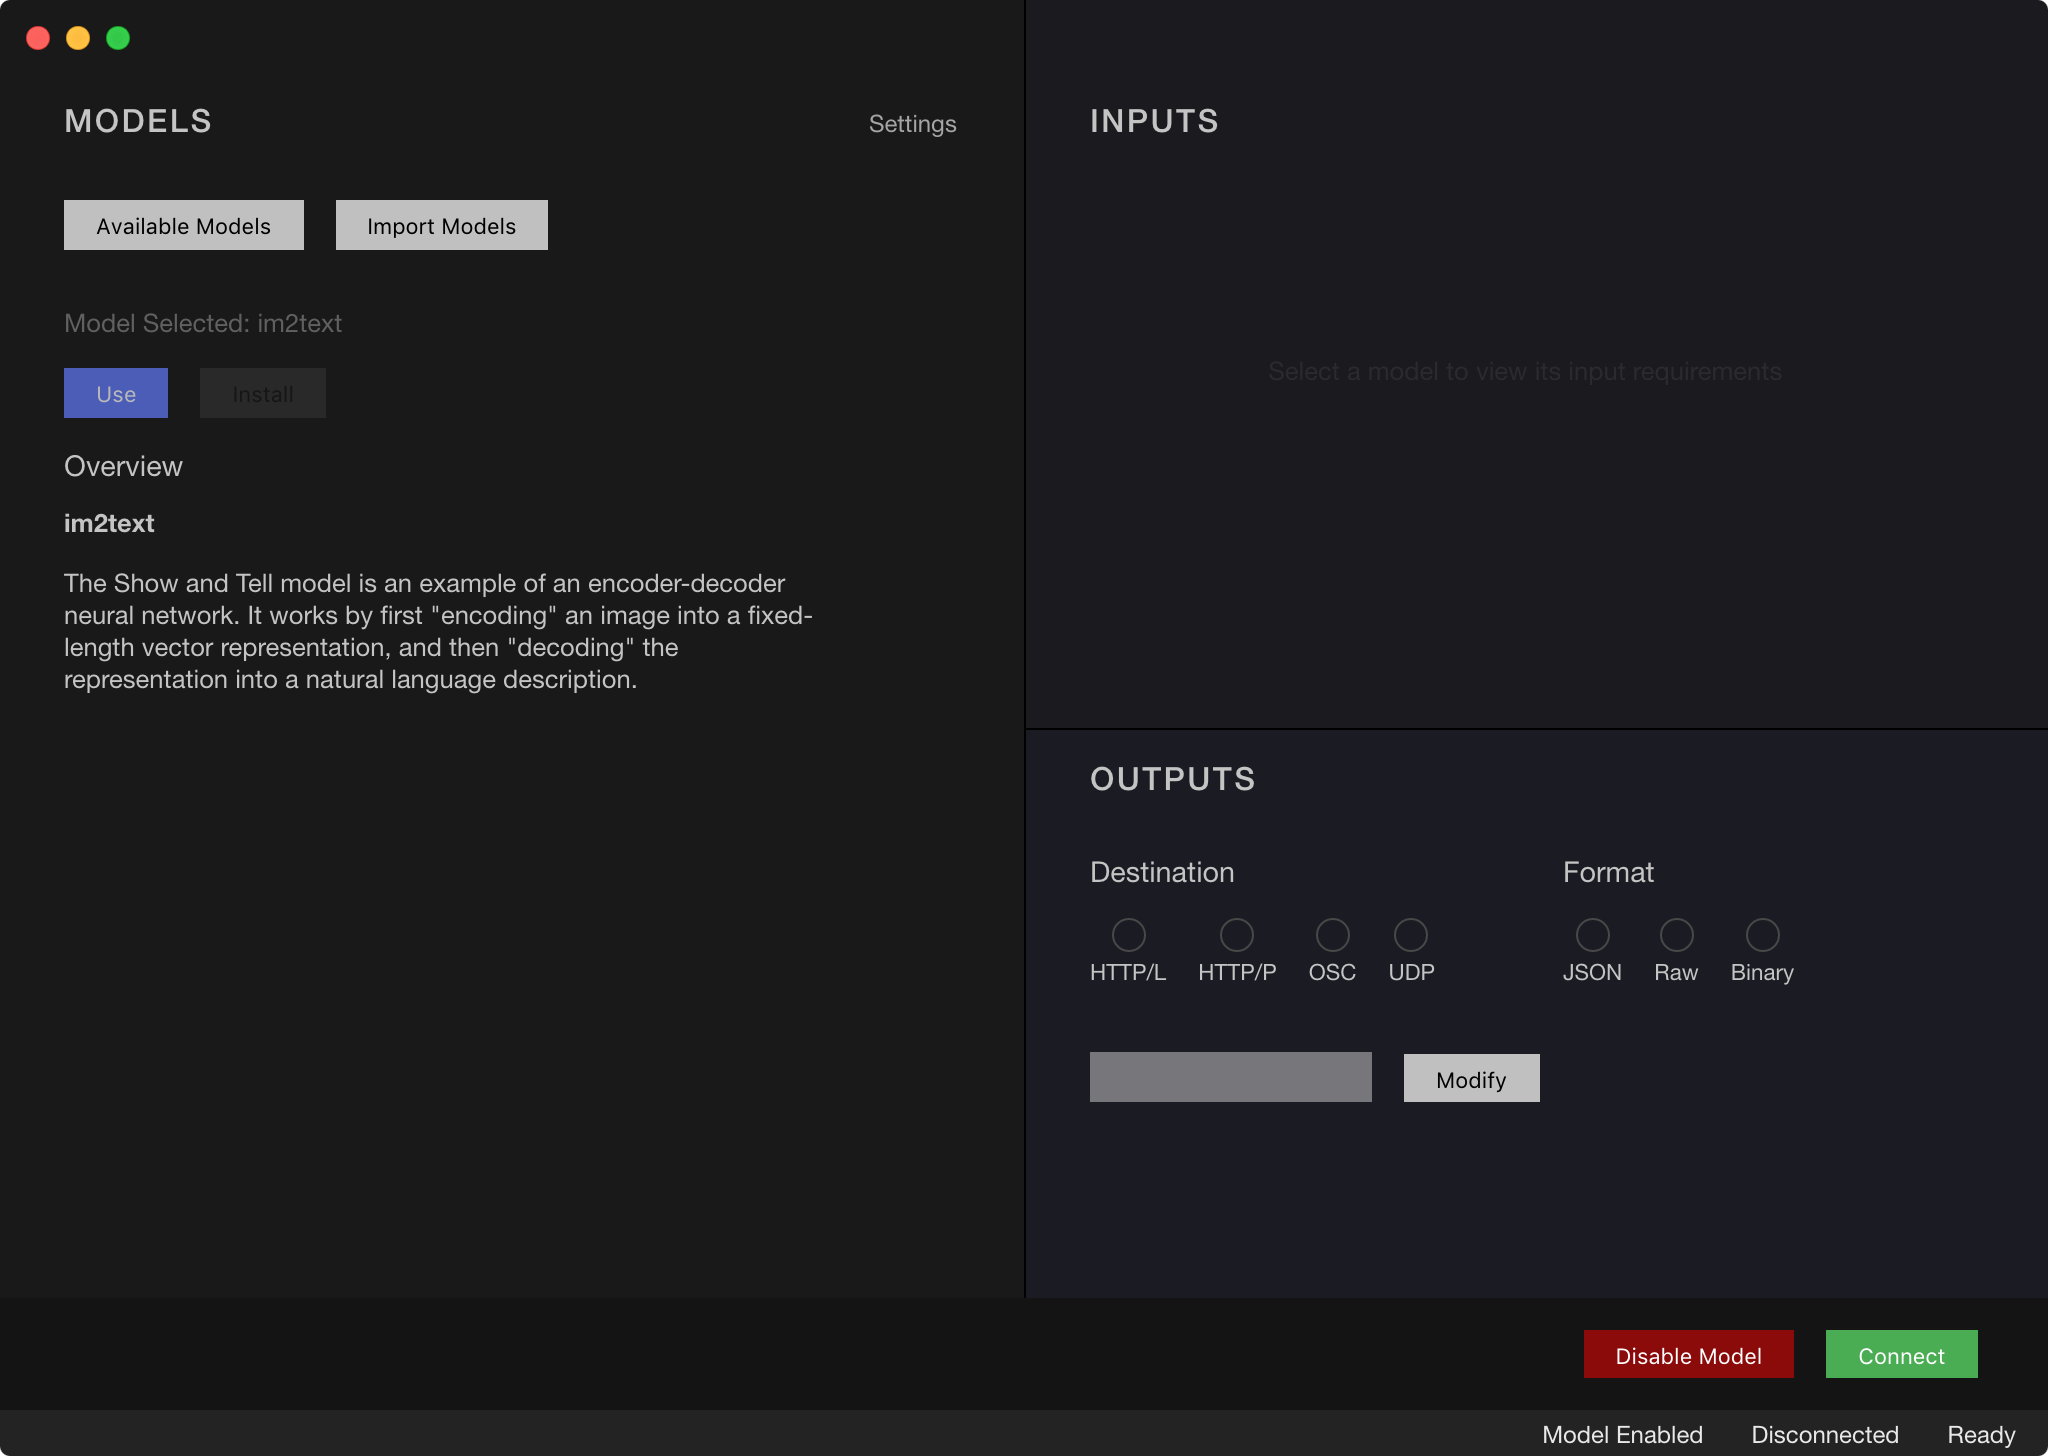 MODELS
Settings
Available Models
Import Models
Model Selected: im2text
Use
Install
Overview
im2text
The Show and Tell model is an example of an encoder-decoder
neural network. It works by first "encoding" an image into a fixed-
length vector representation, and then "decoding" the
representation into a natural language description.
INPUTS
Select a model to view its input requirements
OUTPUTS
Destination
HTTP/L
HTTP/P
OSC
UDP
Format
JSON
Raw
Binary
Modify
Disable Model
Connect
Model Enabled
Disconnected
Ready